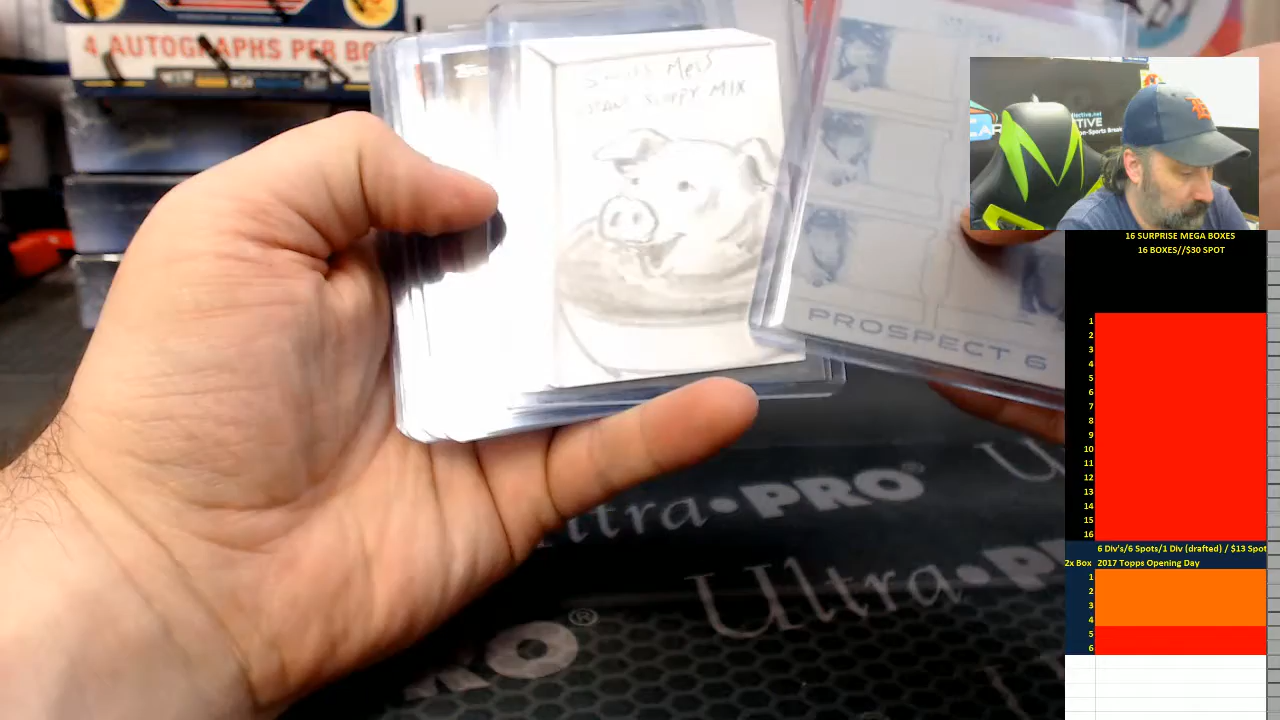 4 AUTOGRAPHS PER BO
MIX
PROSPECT 6
Ultra•PRO®
Ultra•PRO
PRO®
U
16 SURPRISE MEGA BOXES
16 BOXES//$30 SPOT
1
2
3
4
5
6
7
8
9
10
11
12
13
14
15
16
6 Div's/6 Spots/1 Div (drafted) / $13 Spot
2x Box 2017 Topps Opening Day
1
2
3
4
5
6